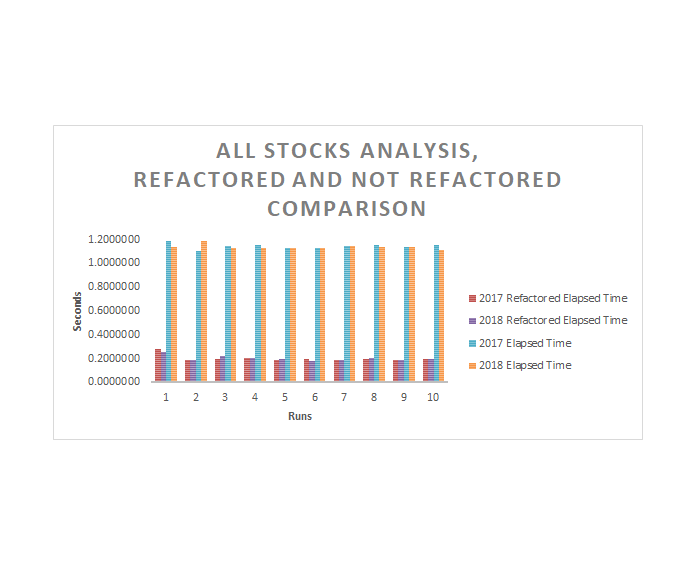 ALL STOCKS ANALYSIS,
REFACTORED AND NOT REFACTORED
COMPARISON
1.2000000
1.0000000
0.8000000
0.6000000
0.4000000
0.2000000
0.0000000
Seconds
1 2 3 4 5 6 7 8 9 10
Runs
2017 Refactored Elapsed Time
2018 Refactored Elapsed Time
2017 Elapsed Time
2018 Elapsed Time